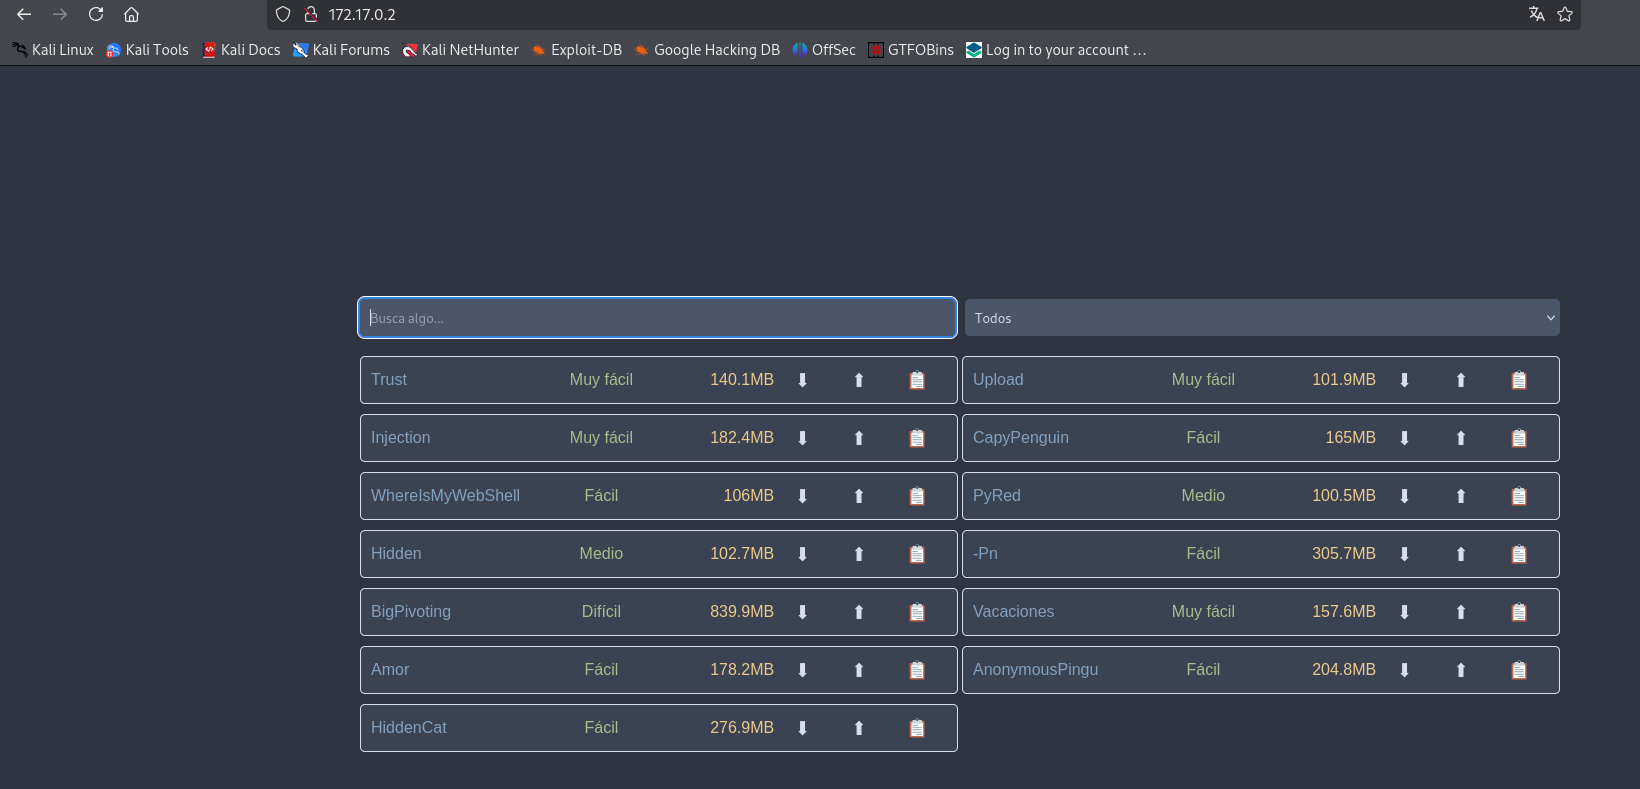 172.17.0.2
Kali Linux Kali Tools Kali Docs Kali Forums Kali NetHunter Exploit-DB Google Hacking DB OffSec GTFOBins Log in to your account …
Busca algo... Todos
Trust Muy fácil 140.1MB ⬇ ⬆ 📋 Upload Muy fácil 101.9MB ⬇ ⬆ 📋
Injection Muy fácil 182.4MB ⬇ ⬆ 📋 CapyPenguin Fácil 165MB ⬇ ⬆ 📋
WhereIsMyWebShell Fácil 106MB ⬇ ⬆ 📋 PyRed Medio 100.5MB ⬇ ⬆ 📋
Hidden Medio 102.7MB ⬇ ⬆ 📋 -Pn Fácil 305.7MB ⬇ ⬆ 📋
BigPivoting Difícil 839.9MB ⬇ ⬆ 📋 Vacaciones Muy fácil 157.6MB ⬇ ⬆ 📋
Amor Fácil 178.2MB ⬇ ⬆ 📋 AnonymousPingu Fácil 204.8MB ⬇ ⬆ 📋
HiddenCat Fácil 276.9MB ⬇ ⬆ 📋